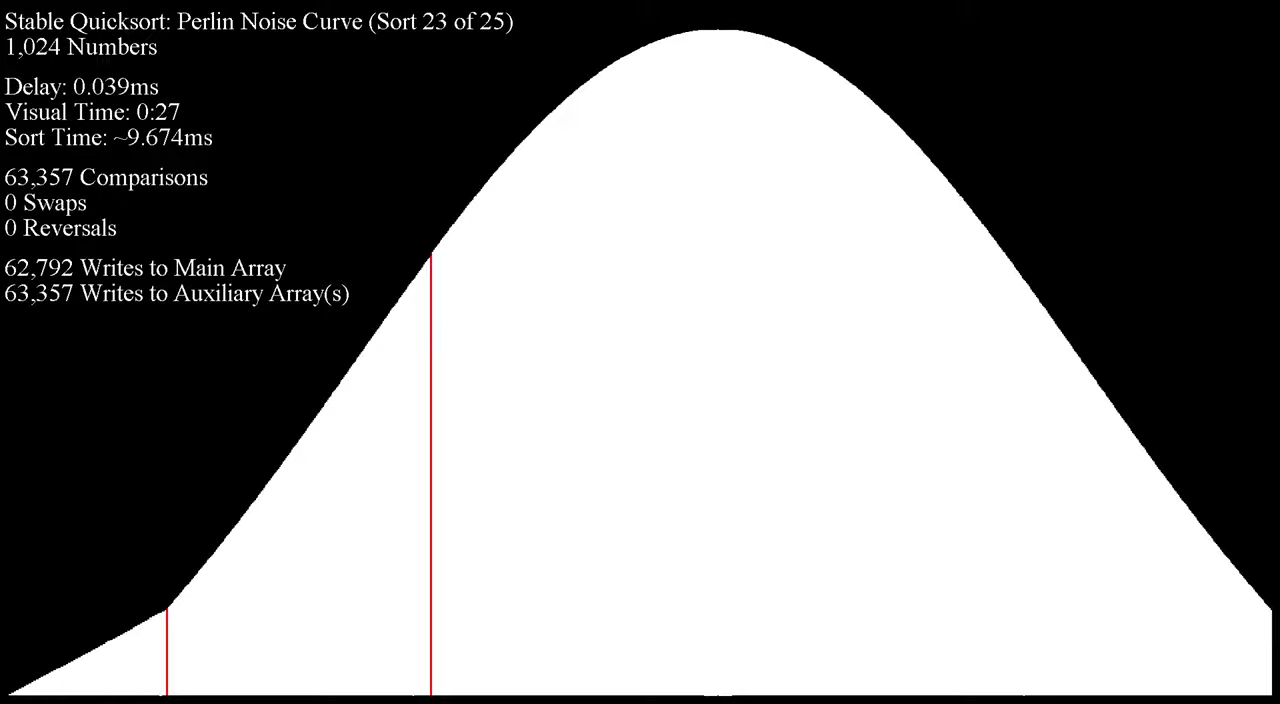 Stable Quicksort: Perlin Noise Curve (Sort 23 of 25)
1,024 Numbers
Delay: 0.039ms
Visual Time: 0:27
Sort Time: ~9.674ms
63,357 Comparisons
0 Swaps
0 Reversals
62,792 Writes to Main Array
63,357 Writes to Auxiliary Array(s)